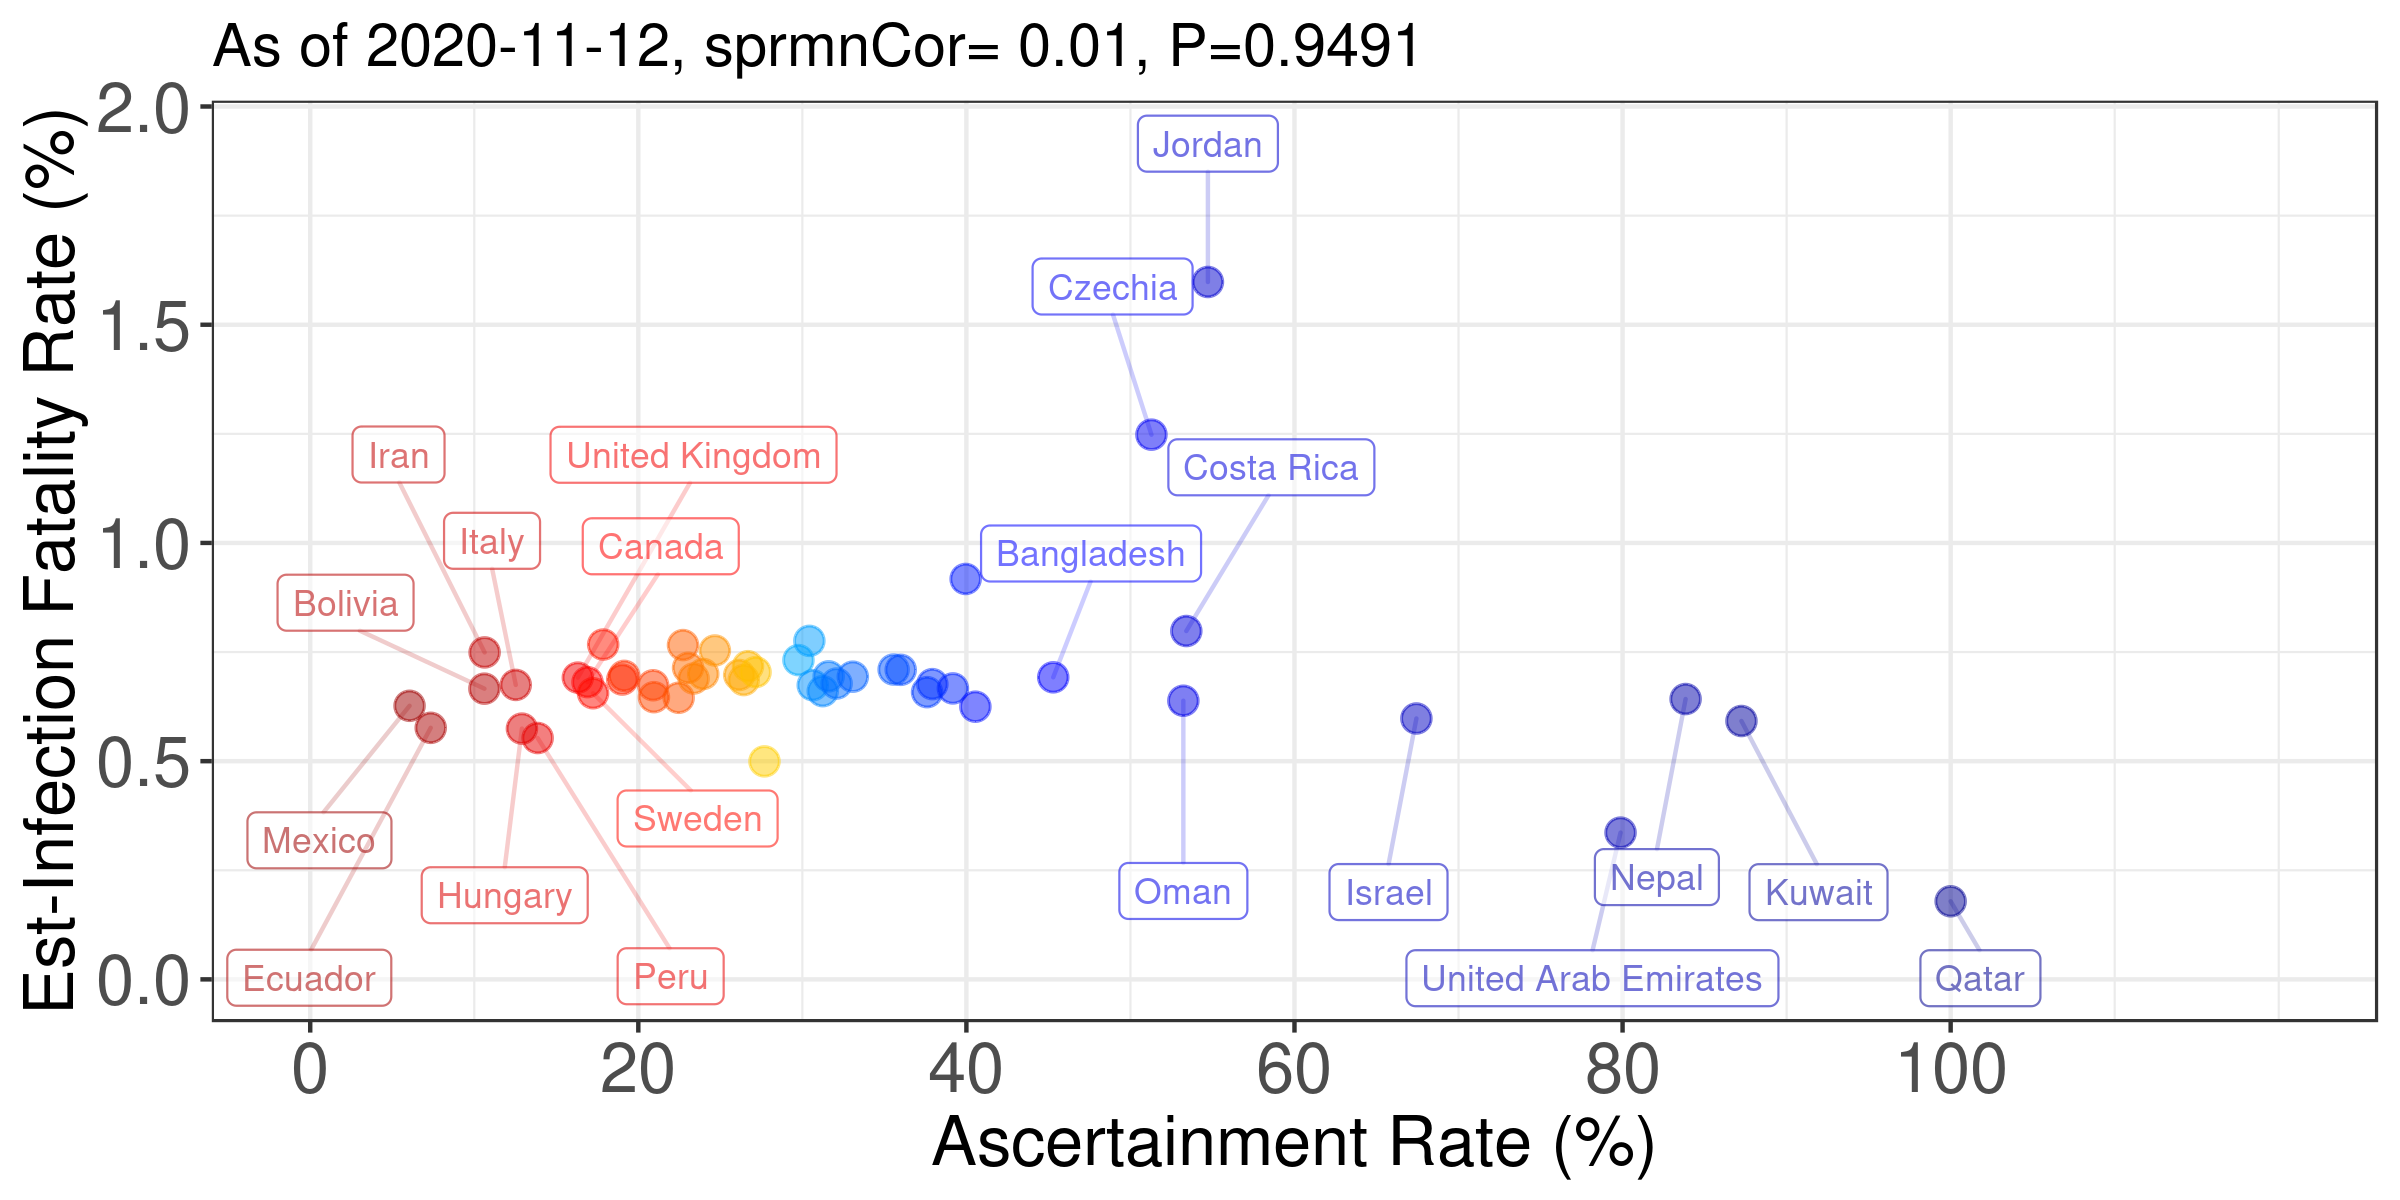 As of 2020-11-12, sprmnCor= 0.01, P=0.9491
Est-Infection Fatality Rate (%)
2.0
1.5
1.0
0.5
0.0
Jordan
Czechia
Iran
United Kingdom
Costa Rica
Italy
Canada
Bangladesh
Bolivia
Mexico
Sweden
Hungary
Oman
Israel
Nepal
Kuwait
Ecuador
Peru
United Arab Emirates
Qatar
0 20 40 60 80 100
Ascertainment Rate (%)